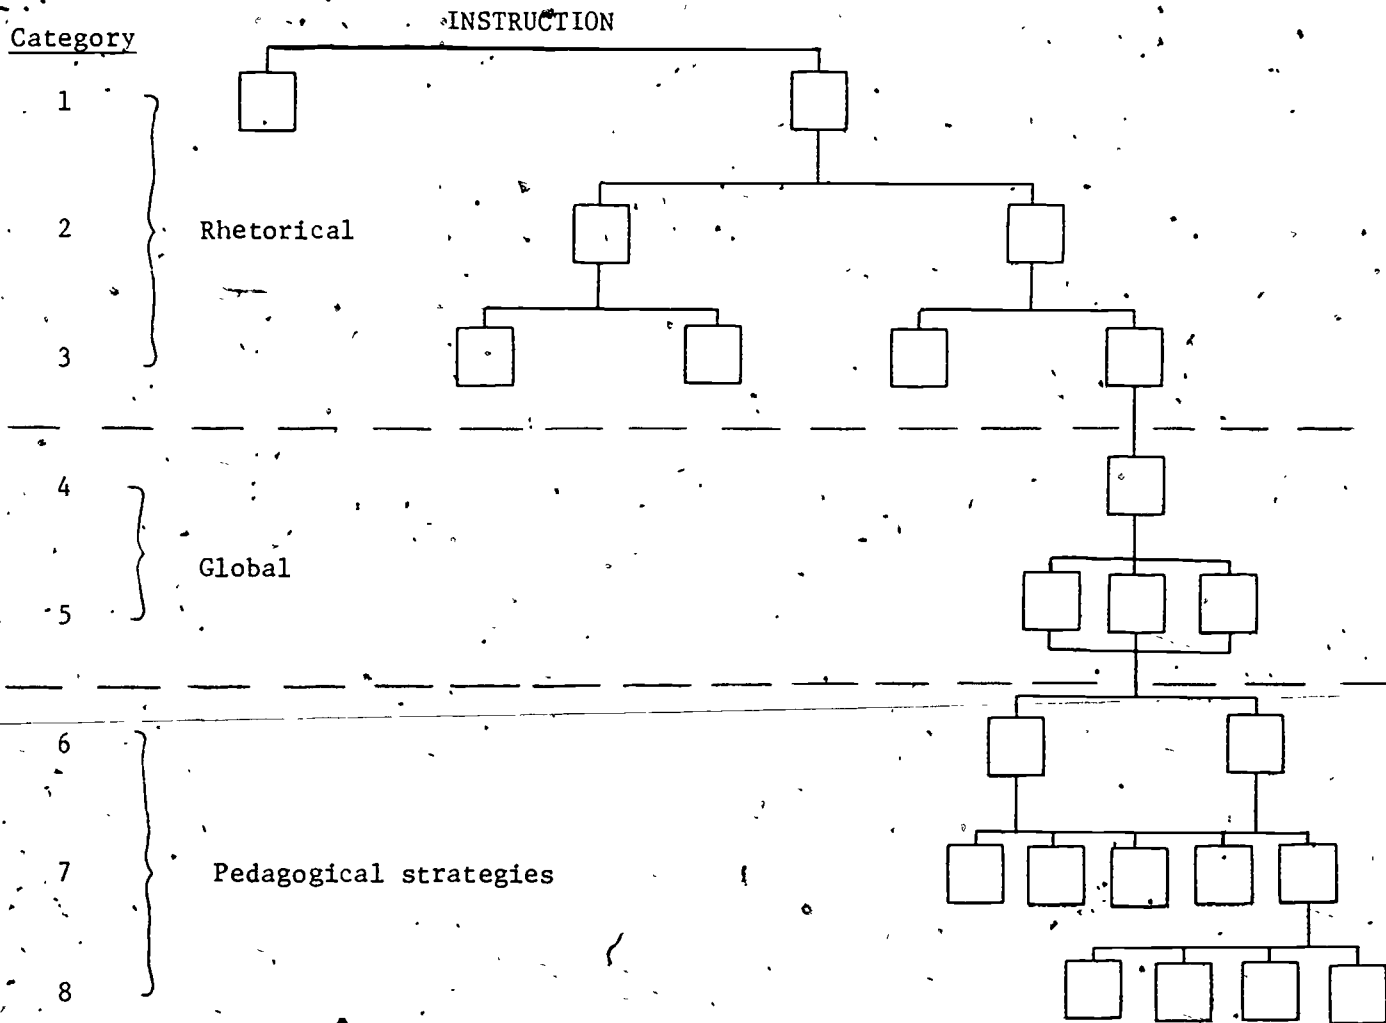 INSTRUCTION
Category
1
2 Rhetorical
3
4
Global
5
6
7 Pedagogical strategies
8